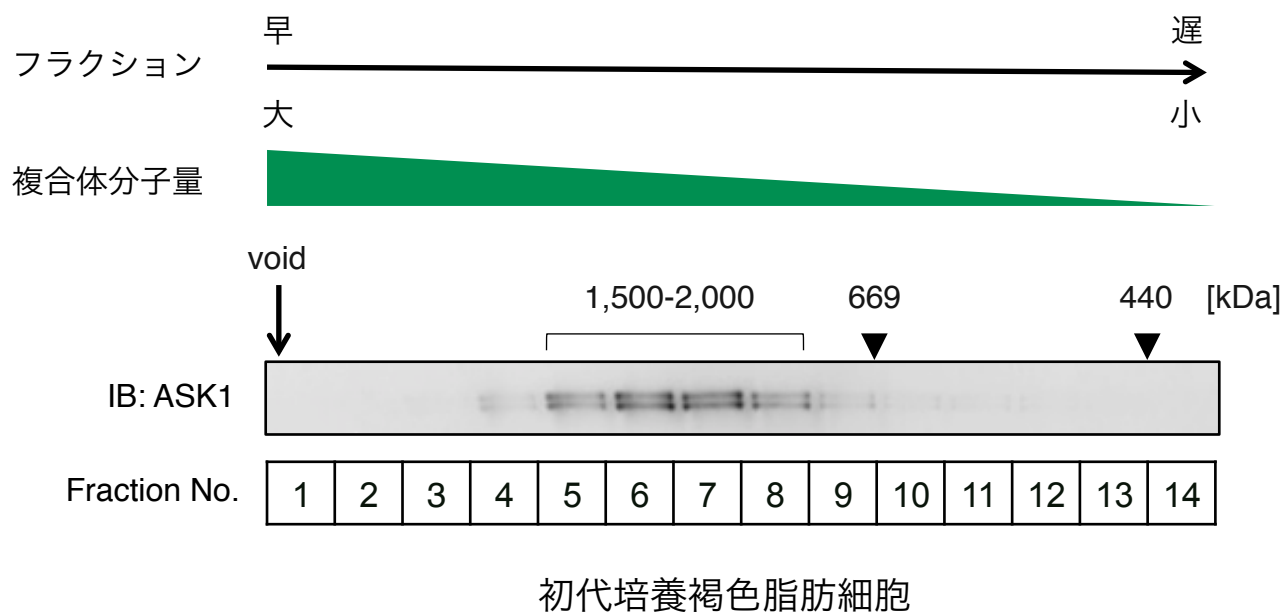 早 遅
フラクション
大 小
複合体分子量
void
1,500-2,000 669 440 [kDa]
IB: ASK1
Fraction No. 1 2 3 4 5 6 7 8 9 10 11 12 13 14
初代培養褐色脂肪細胞